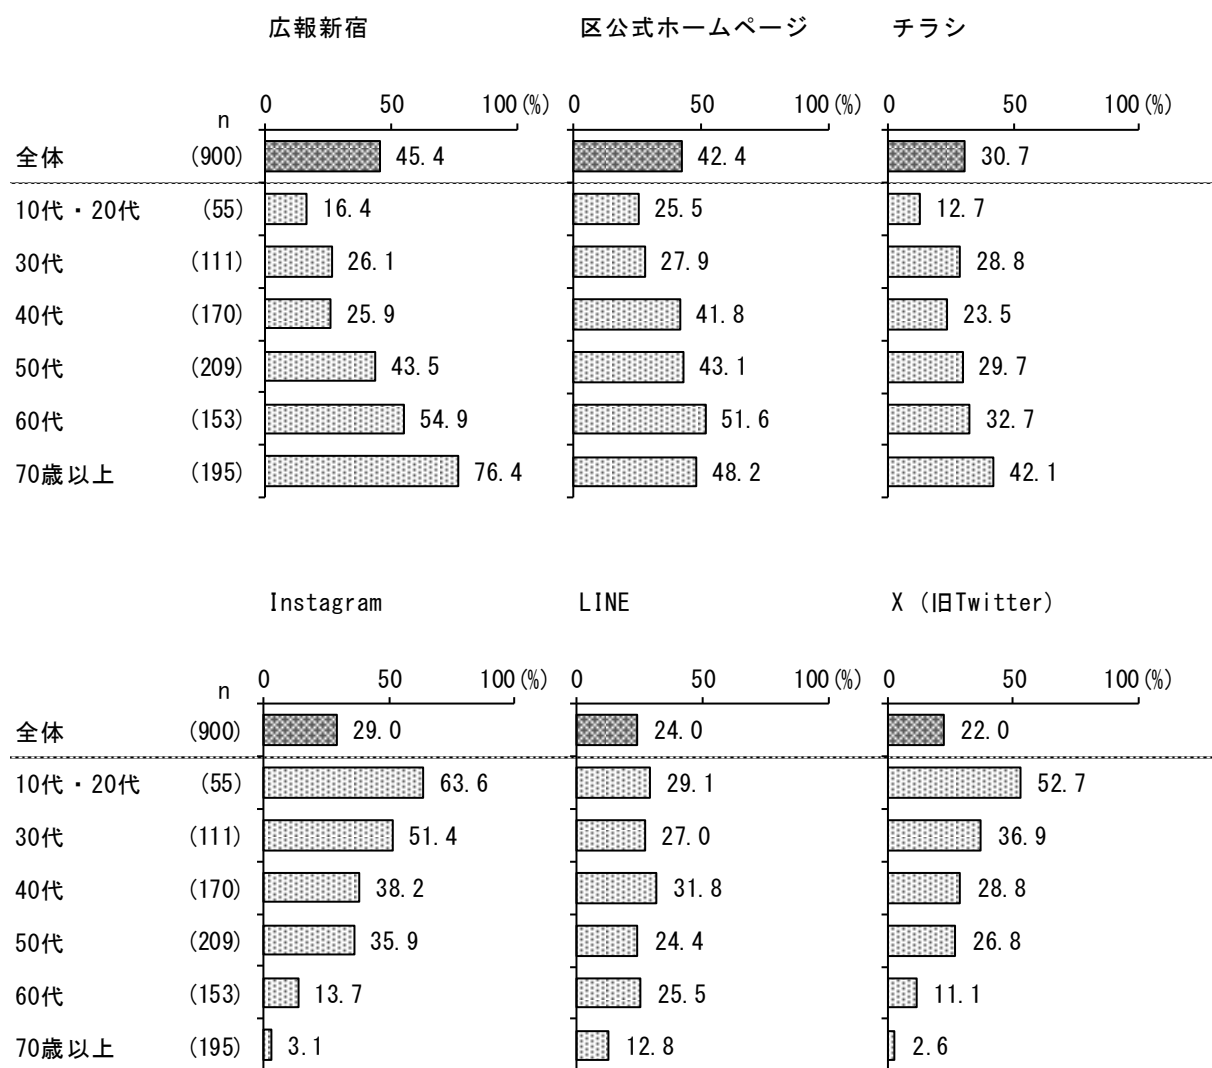 広報新宿 区公式ホームページ チラシ
0 50 100(%) 0 50 100(%) 0 50 100(%)
n
全体 (900) 45.4 42.4 30.7
10代・20代 (55) 16.4 25.5 12.7
30代 (111) 26.1 27.9 28.8
40代 (170) 25.9 41.8 23.5
50代 (209) 43.5 43.1 29.7
60代 (153) 54.9 51.6 32.7
70歳以上 (195) 76.4 48.2 42.1
Instagram LINE X（旧Twitter）
0 50 100(%) 0 50 100(%) 0 50 100(%)
n
全体 (900) 29.0 24.0 22.0
10代・20代 (55) 63.6 29.1 52.7
30代 (111) 51.4 27.0 36.9
40代 (170) 38.2 31.8 28.8
50代 (209) 35.9 24.4 26.8
60代 (153) 13.7 25.5 11.1
70歳以上 (195) 3.1 12.8 2.6